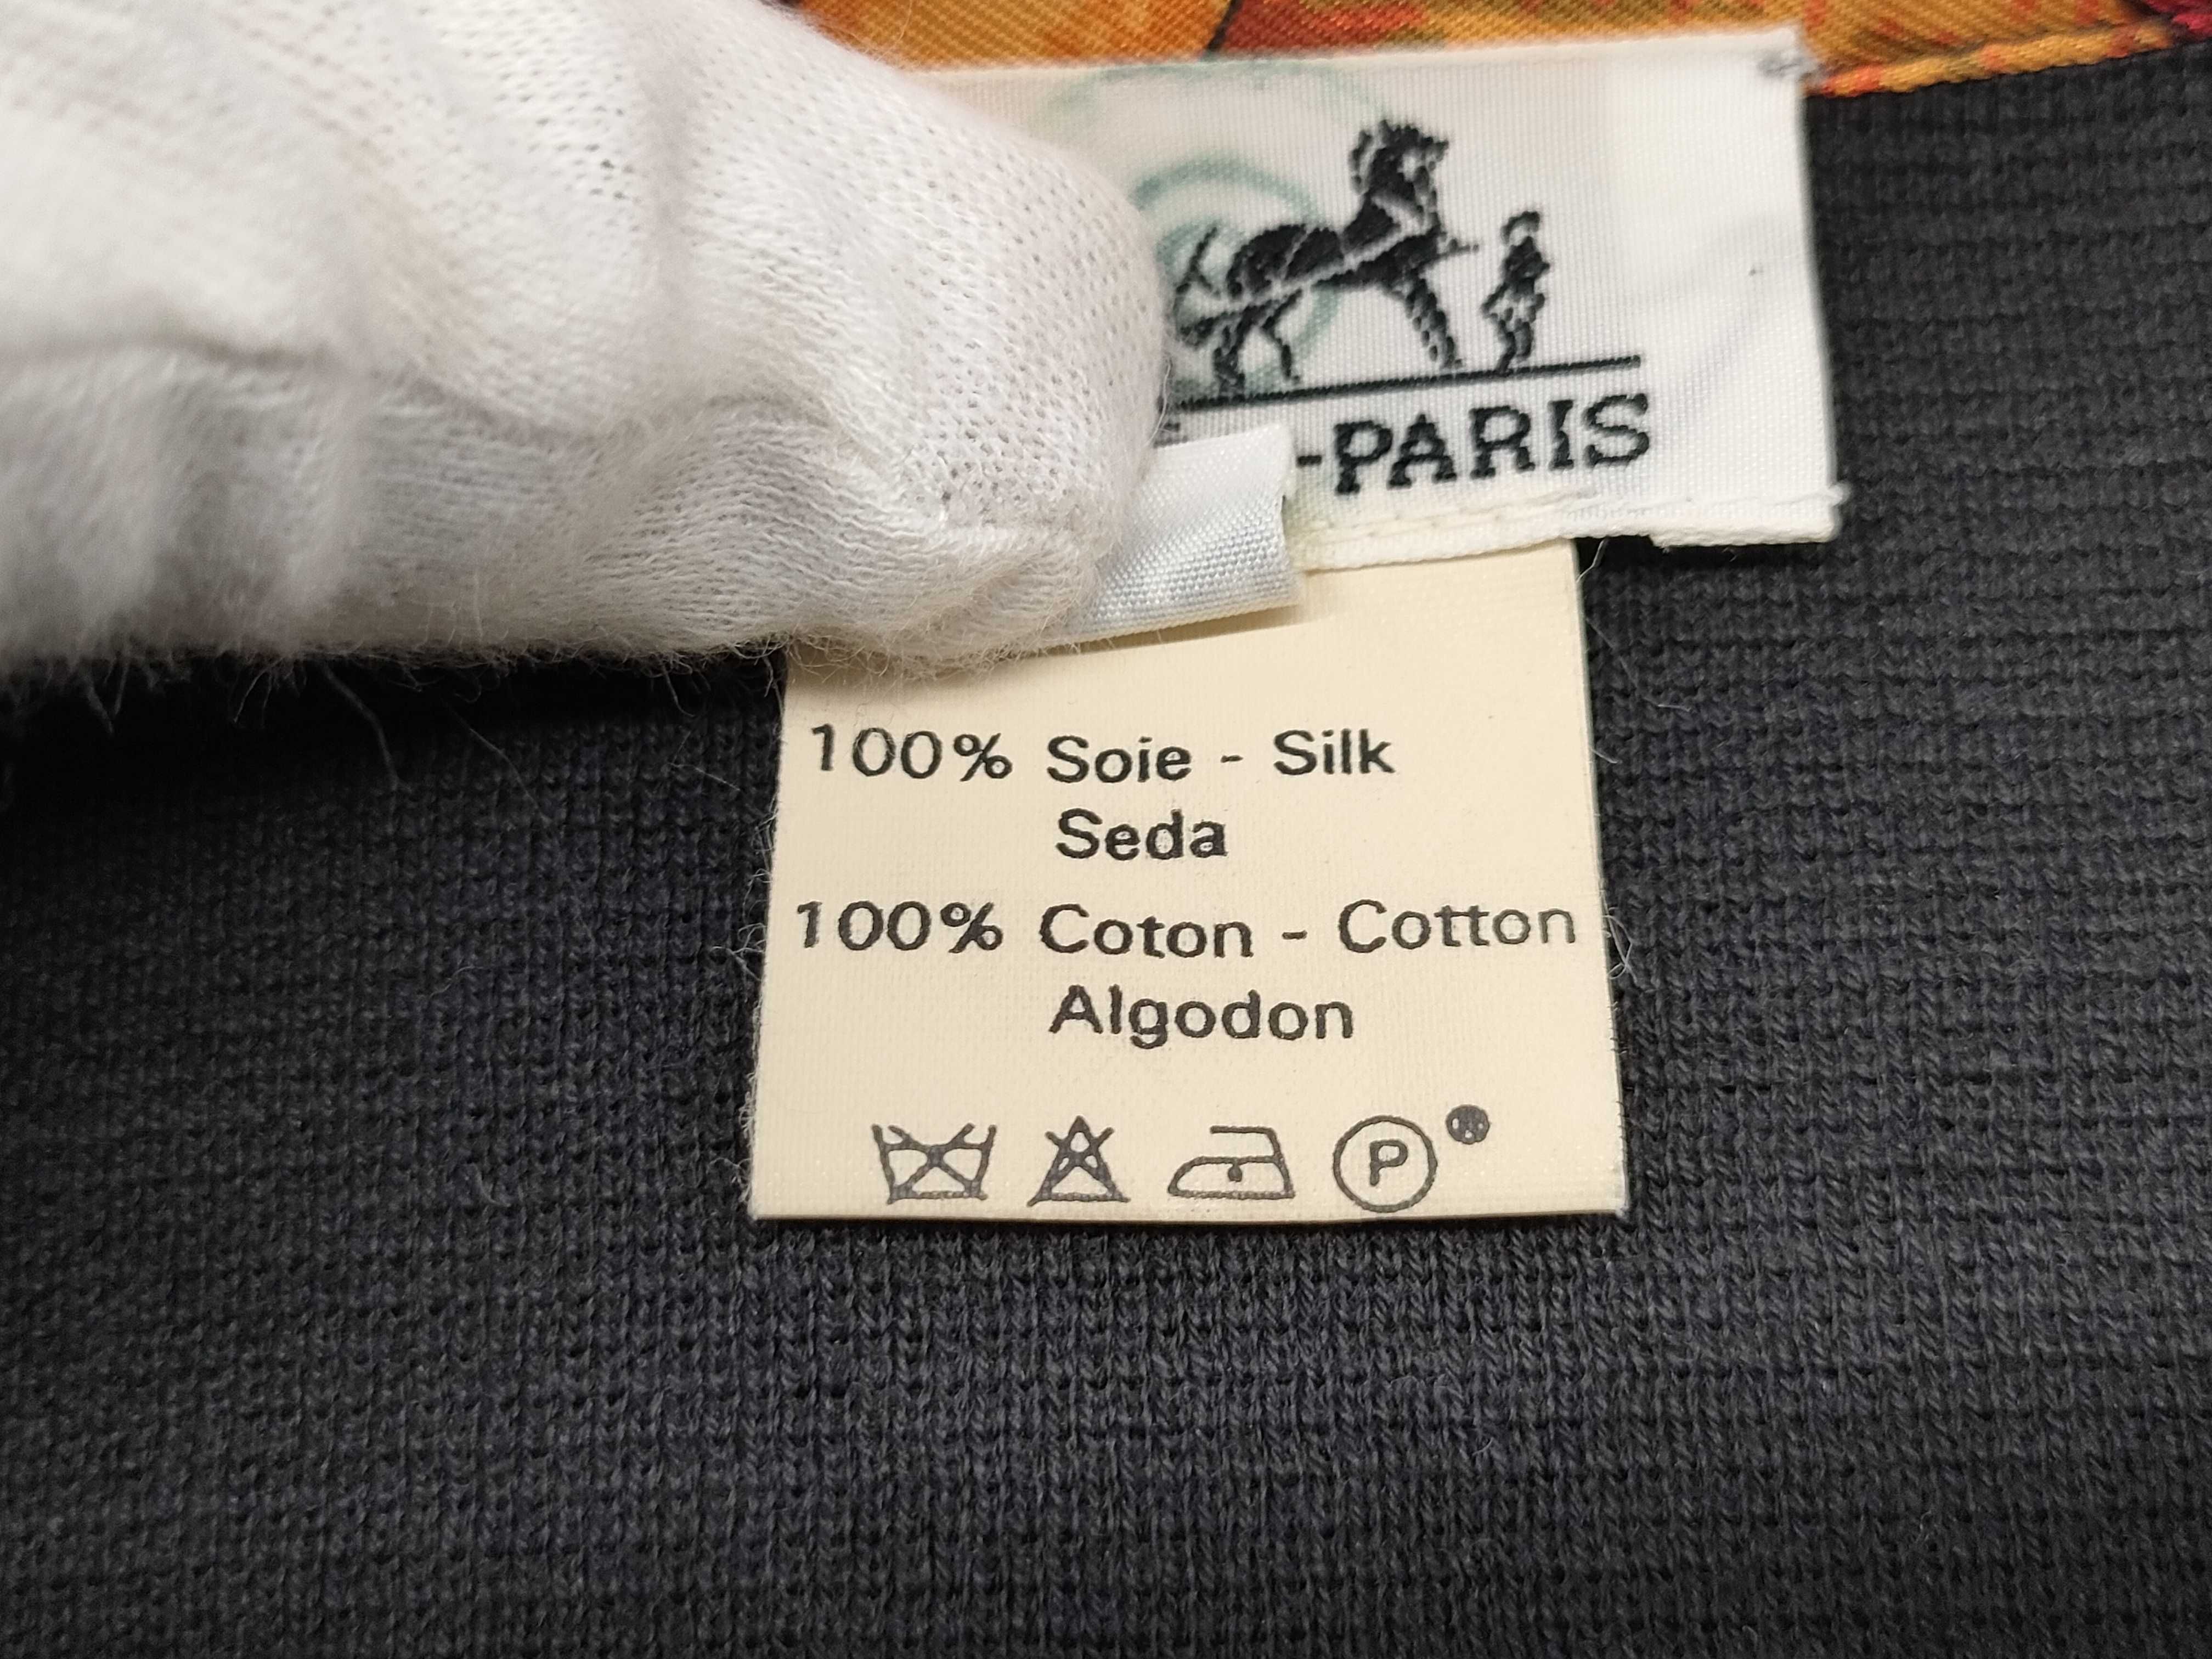 -PARIS
100% Soie - Silk
Seda
100% Coton - Cotton
Algodon
P